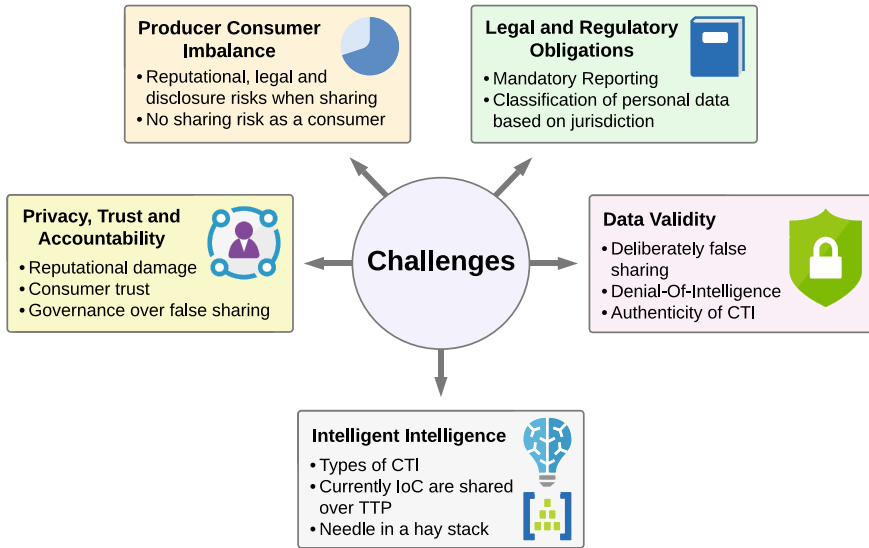 Producer Consumer
Imbalance
• Reputational, legal and
disclosure risks when sharing
• No sharing risk as a consumer
Legal and Regulatory
Obligations
• Mandatory Reporting
• Classification of personal data
based on jurisdiction
Privacy, Trust and
Accountability
• Reputational damage
• Consumer trust
• Governance over false sharing
Challenges
Data Validity
• Deliberately false
sharing
• Denial-Of-Intelligence
• Authenticity of CTI
Intelligent Intelligence
• Types of CTI
• Currently IoC are shared
over TTP
• Needle in a hay stack